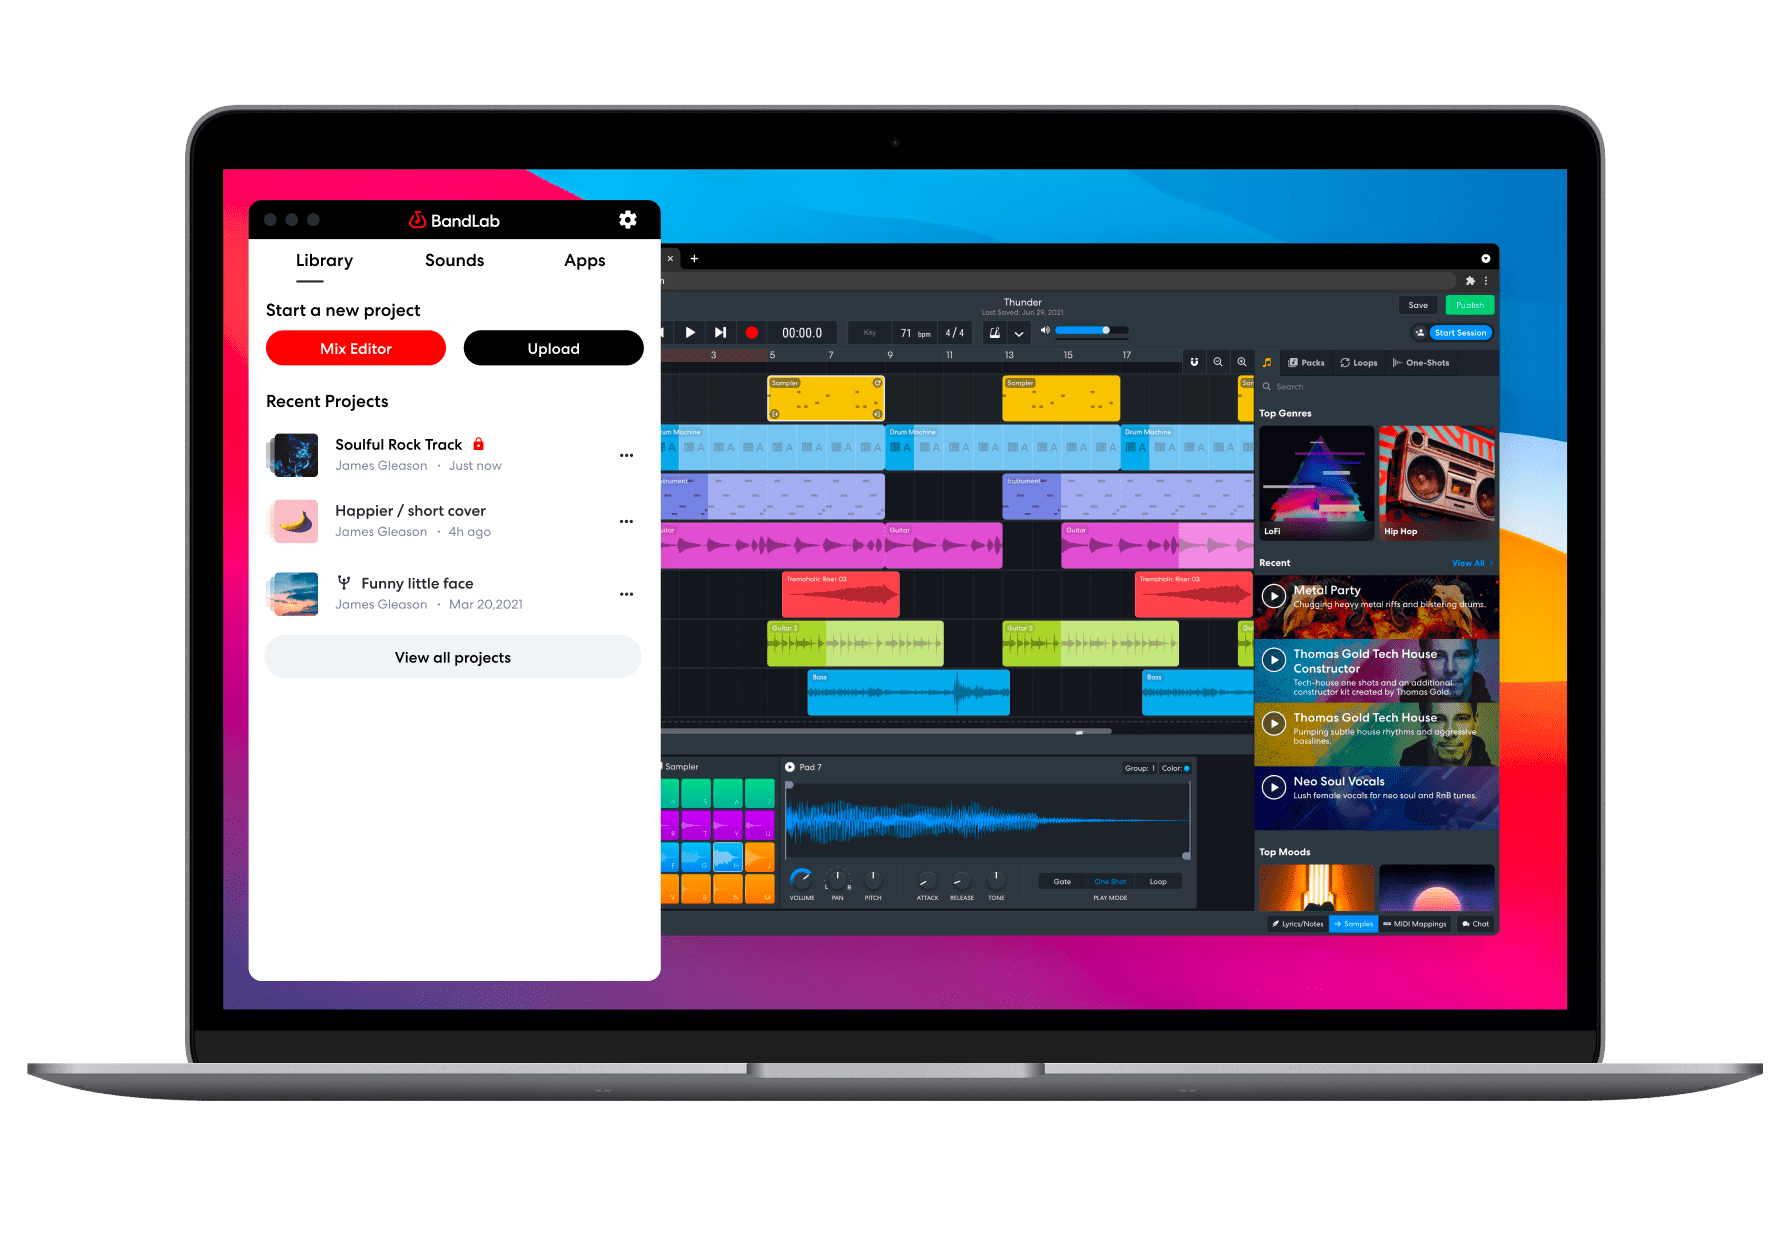 BandLab
Library
Sounds
Apps
Start a new project
Mix Editor
Upload
Recent Projects
Soulful Rock Track
James Gleason · Just now
Happier / short cover
James Gleason · 4h ago
Funny little face
James Gleason · Mar 20,2021
View all projects
Thunder
Last Saved: Jun 29, 2021
Save
Publish
00:00.0
Key
71 bpm
4 / 4
Start Session
3 5 7 9 11 13 15 17
Packs
Loops
One-Shots
Search
Sampler
Sampler
Drum Machine
Drum Machine
Instrument
Guitar
Guitar
Tremoholic Riser 03
Tremoholic Riser 03
Guitar 2
Guitar 2
Bass
Bass
Top Genres
LoFi
Hip Hop
Recent
View All
Metal Party
Chugging heavy metal riffs and blistering drums.
Thomas Gold Tech House
Constructor
Tech-house one shots and an additional
constructor kit created by Thomas Gold.
Thomas Gold Tech House
Pumping subtle house rhythms and aggressive
basslines.
Neo Soul Vocals
Lush female vocals for neo soul and RnB tunes.
Top Moods
Sampler
Pad 7
Group: 1
Color:
R T Y U
F G H J
V B N M
L R
VOLUME
PAN
PITCH
ATTACK
RELEASE
TONE
Gate
One Shot
Loop
PLAY MODE
Lyrics/Notes
Samples
MIDI Mappings
Chat